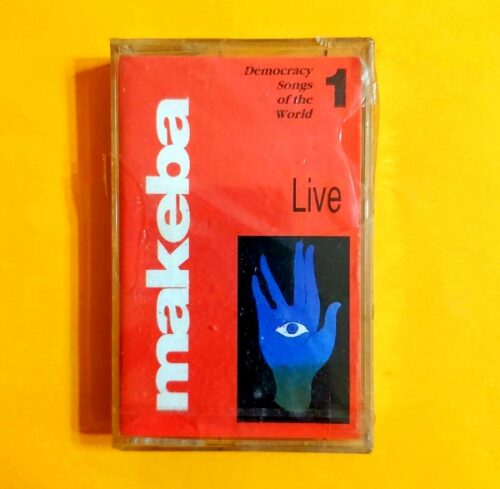 makeba
Democracy
Songs
of the
World
1
Live